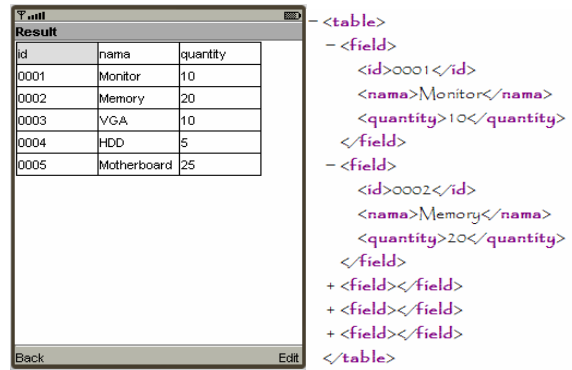 Result
id nama quantity
0001 Monitor 10
0002 Memory 20
0003 VGA 10
0004 HDD 5
0005 Motherboard 25
Back Edit
- <table>
- <field>
<id>0001</id>
<nama>Monitor</nama>
<quantity>10</quantity>
</field>
- <field>
<id>0002</id>
<nama>Memory</nama>
<quantity>20</quantity>
</field>
+ <field></field>
+ <field></field>
+ <field></field>
</table>